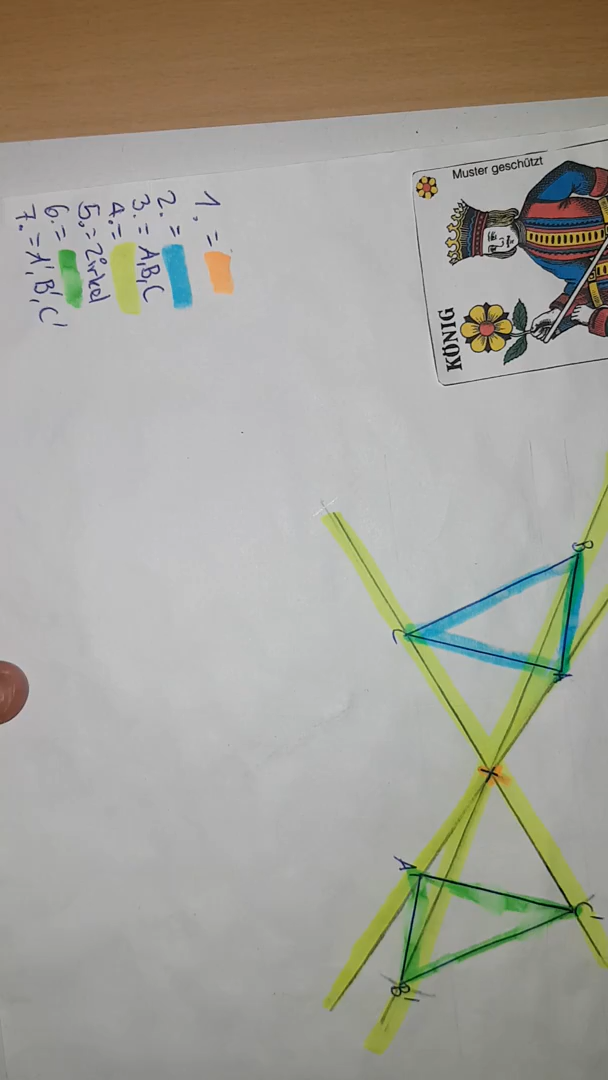 Muster geschützt
KÖNIG
1. =
2. =
3. = A, B, C
4. =
5. = Zirkel
6. =
7. = A', B', C'
B
C
A
A
C'
B'